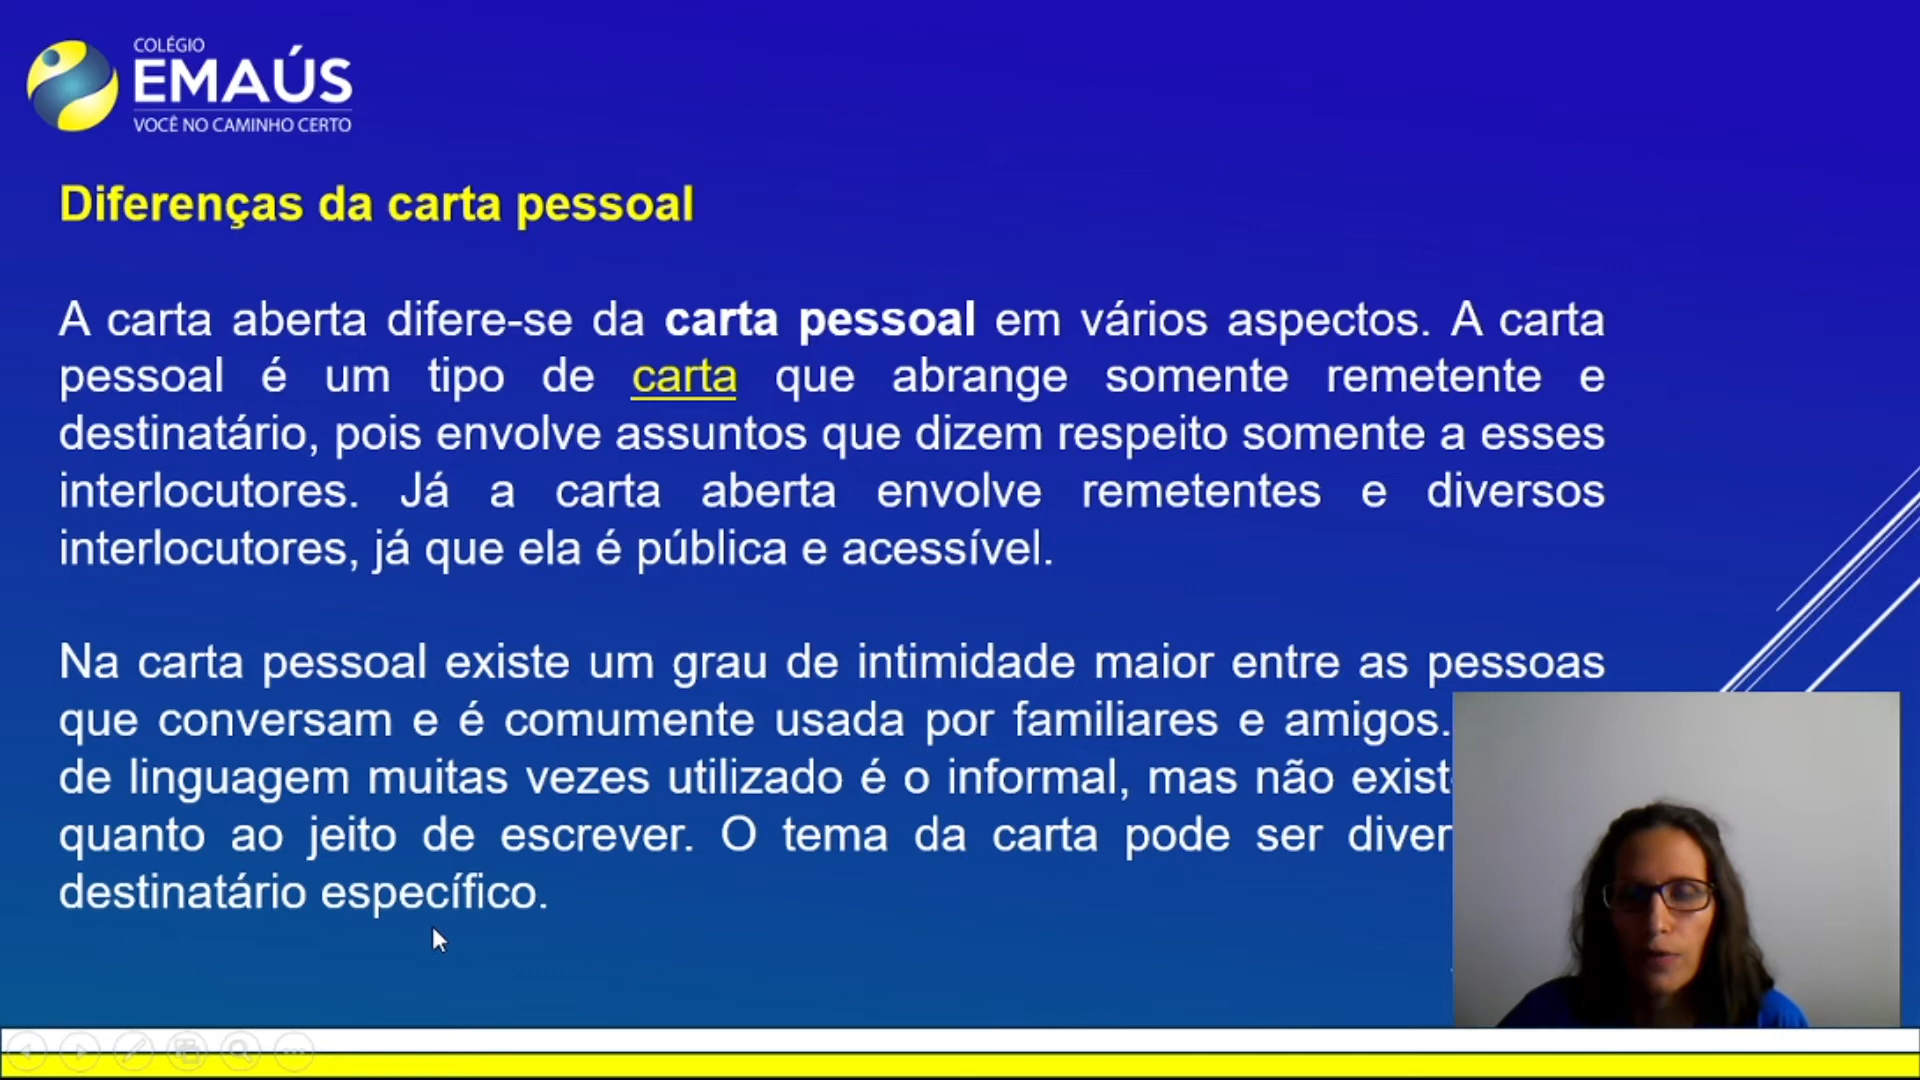 COLÉGIO
EMAÚS
VOCÊ NO CAMINHO CERTO
Diferenças da carta pessoal
A carta aberta difere-se da carta pessoal em vários aspectos. A carta
pessoal é um tipo de carta que abrange somente remetente e
destinatário, pois envolve assuntos que dizem respeito somente a esses
interlocutores. Já a carta aberta envolve remetentes e diversos
interlocutores, já que ela é pública e acessível.
Na carta pessoal existe um grau de intimidade maior entre as pessoas
que conversam e é comumente usada por familiares e amigos.
de linguagem muitas vezes utilizado é o informal, mas não
quanto ao jeito de escrever. O tema da carta pode ser
destinatário específico.